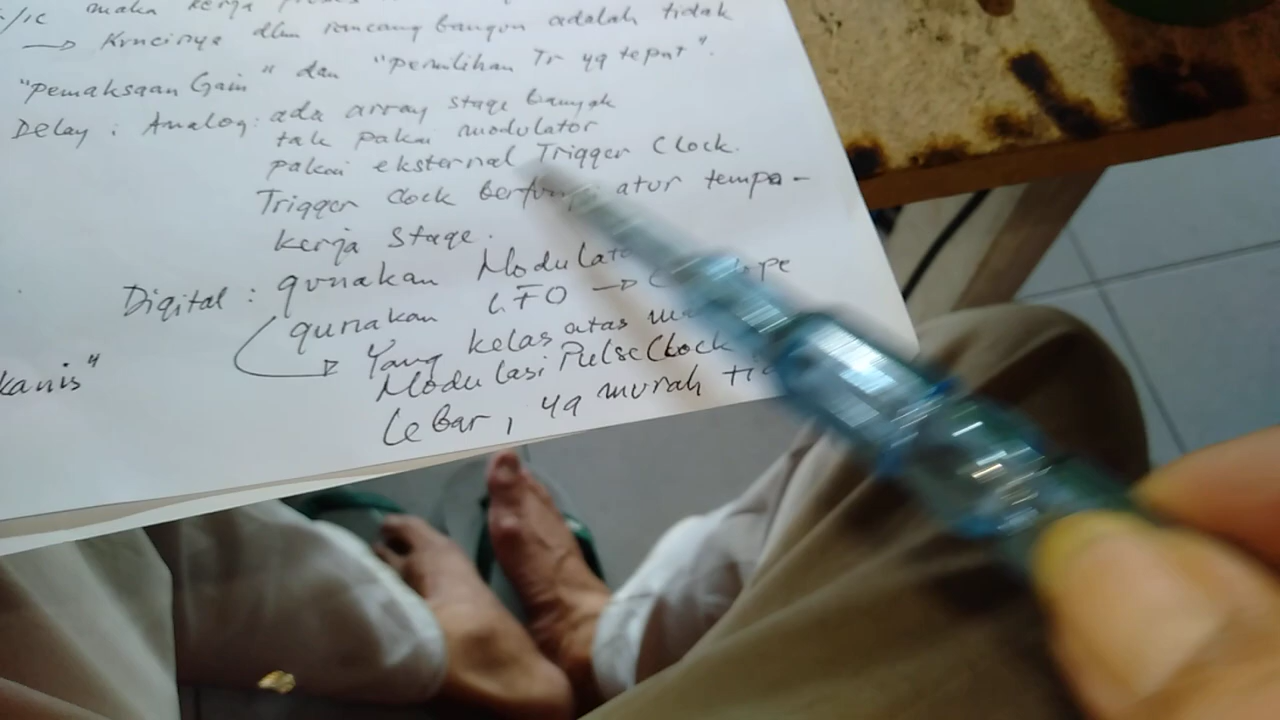 /IC maka kerja
→ Kuncinya dlm rancang bangun adalah tidak
"pemaksaan Gain" dan "pemilihan Tr yg tepat".
Delay : Analog : ada array stage banyak
tak pakai modulator
pakai eksternal Trigger Clock.
Trigger Clock atur tempo-
kerja Stage.
Digital : gunakan
gunakan LFO →
Yang kelas atas
Modulasi PulseClock
Lebar, yg murah
kanis"